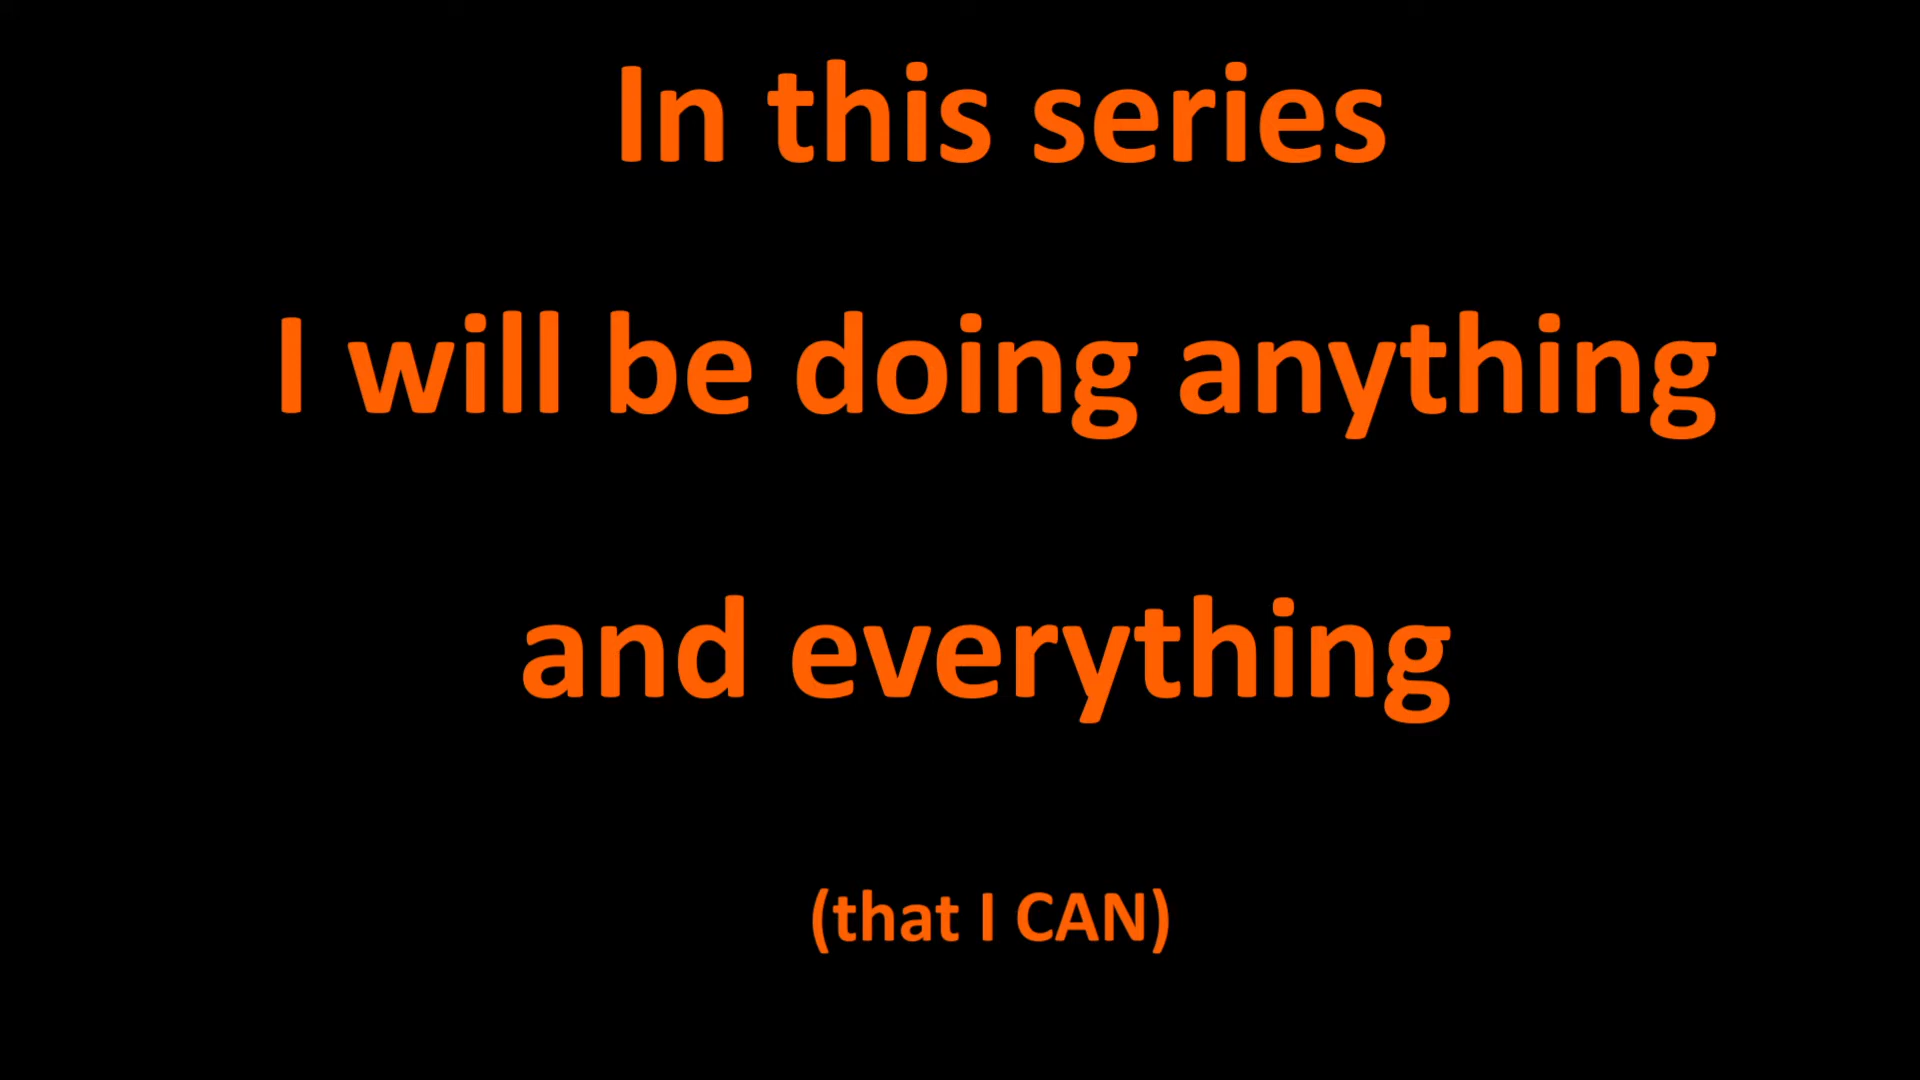 In this series
I will be doing anything
and everything
(that I CAN)